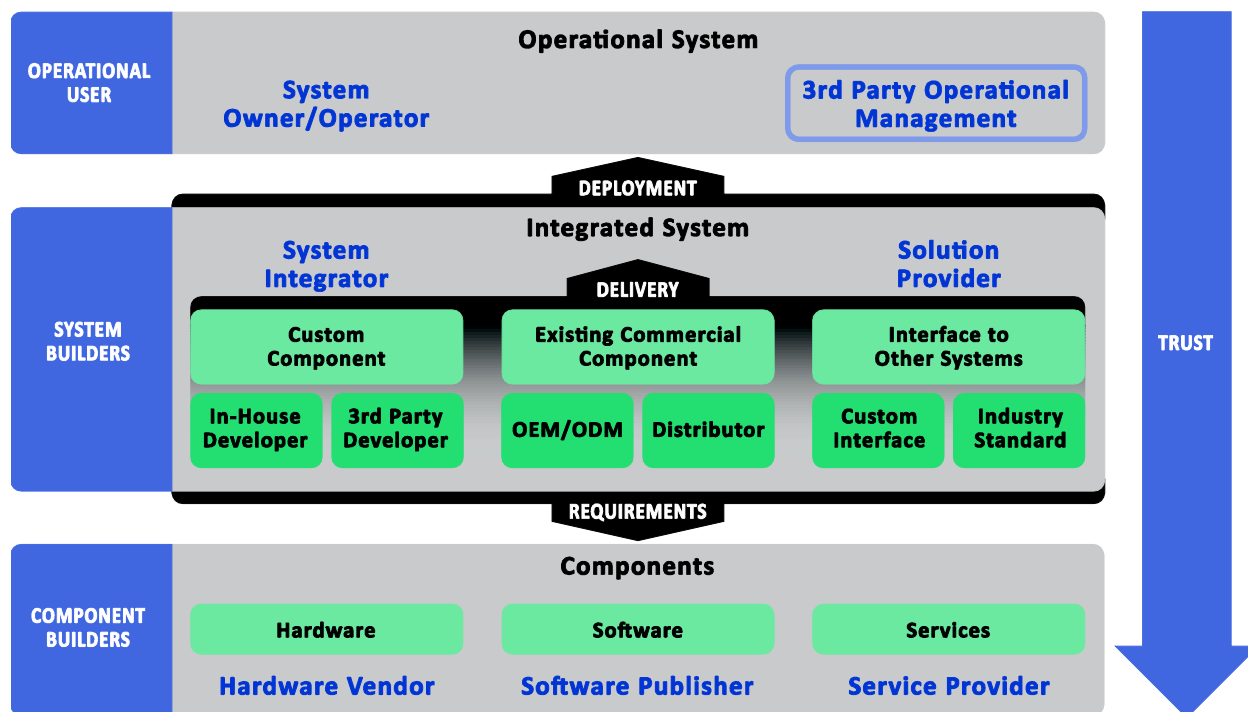 Operational System
OPERATIONAL
USER
System
Owner/Operator
3rd Party Operational
Management
DEPLOYMENT
Integrated System
System
Integrator
Solution
Provider
DELIVERY
SYSTEM
BUILDERS
Custom
Component
Existing Commercial
Component
Interface to
Other Systems
In-House
Developer
3rd Party
Developer
OEM/ODM
Distributor
Custom
Interface
Industry
Standard
TRUST
REQUIREMENTS
Components
COMPONENT
BUILDERS
Hardware
Software
Services
Hardware Vendor
Software Publisher
Service Provider